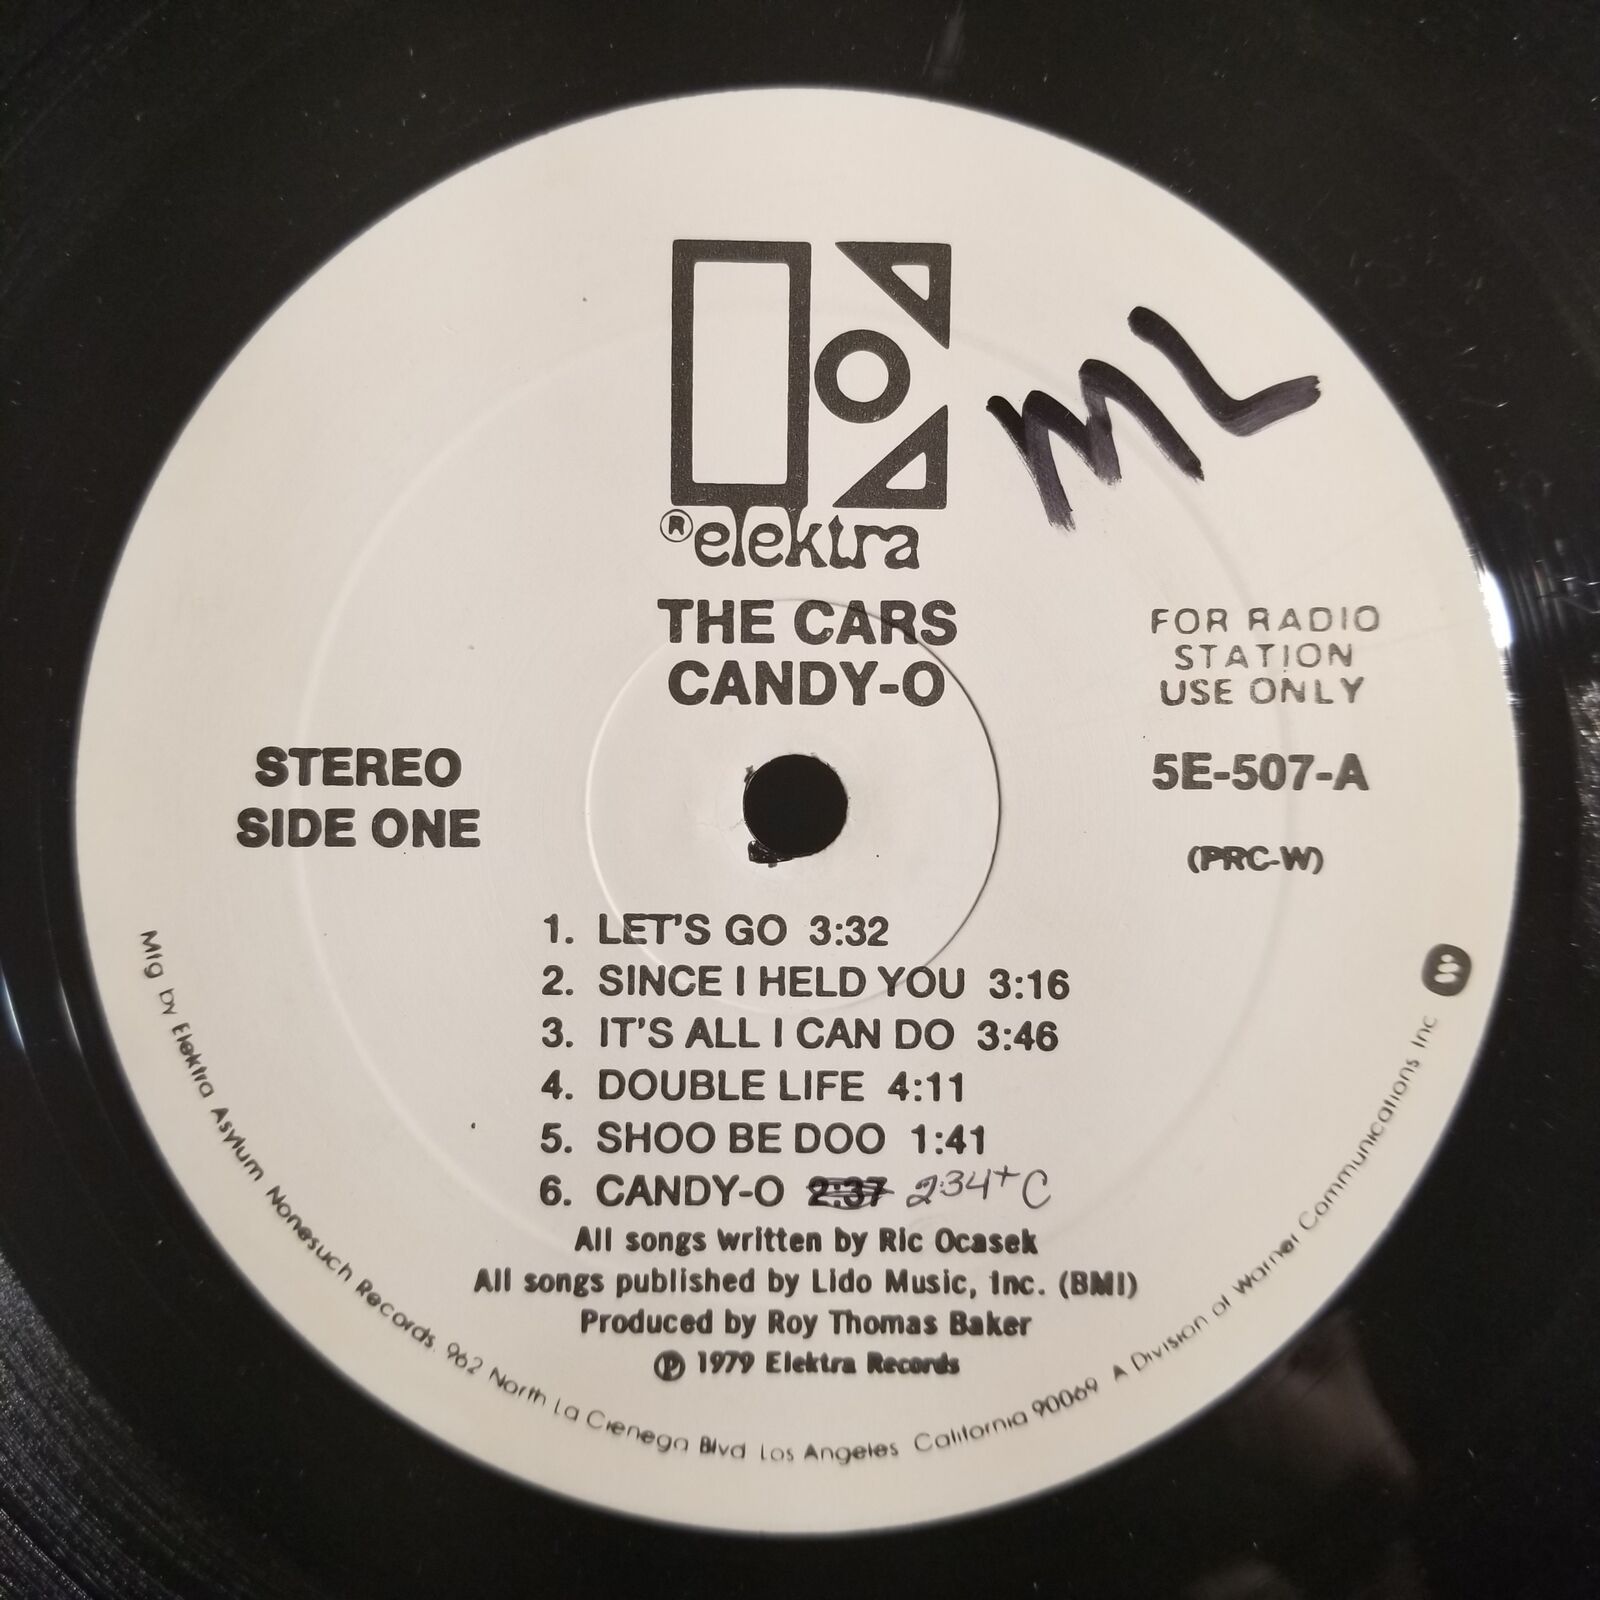 ML
® elektra
THE CARS
CANDY-O
FOR RADIO
STATION
USE ONLY
STEREO
SIDE ONE
5E-507-A
(PRC-W)
1. LET'S GO 3:32
2. SINCE I HELD YOU 3:16
3. IT'S ALL I CAN DO 3:46
4. DOUBLE LIFE 4:11
5. SHOO BE DOO 1:41
6. CANDY-O 2:37 2:34+ C
All songs written by Ric Ocasek
All songs published by Lido Music, Inc. (BMI)
Produced by Roy Thomas Baker
℗ 1979 Elektra Records
Mfg by Elektra Asylum Nonesuch Records. 962 North La Cienega Blvd Los Angeles California 90069 A Division of Warner Communications Inc